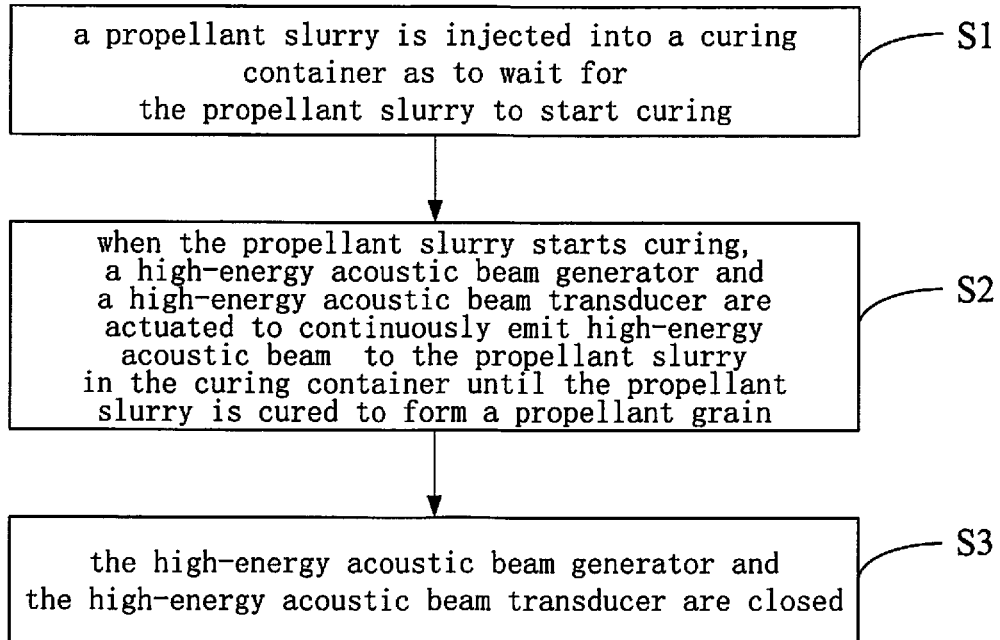 a propellant slurry is injected into a curing
container as to wait for
the propellant slurry to start curing
S1
when the propellant slurry starts curing,
a high-energy acoustic beam generator and
a high-energy acoustic beam transducer are
actuated to continuously emit high-energy
acoustic beam to the propellant slurry
in the curing container until the propellant
slurry is cured to form a propellant grain
S2
the high-energy acoustic beam generator and
the high-energy acoustic beam transducer are closed
S3